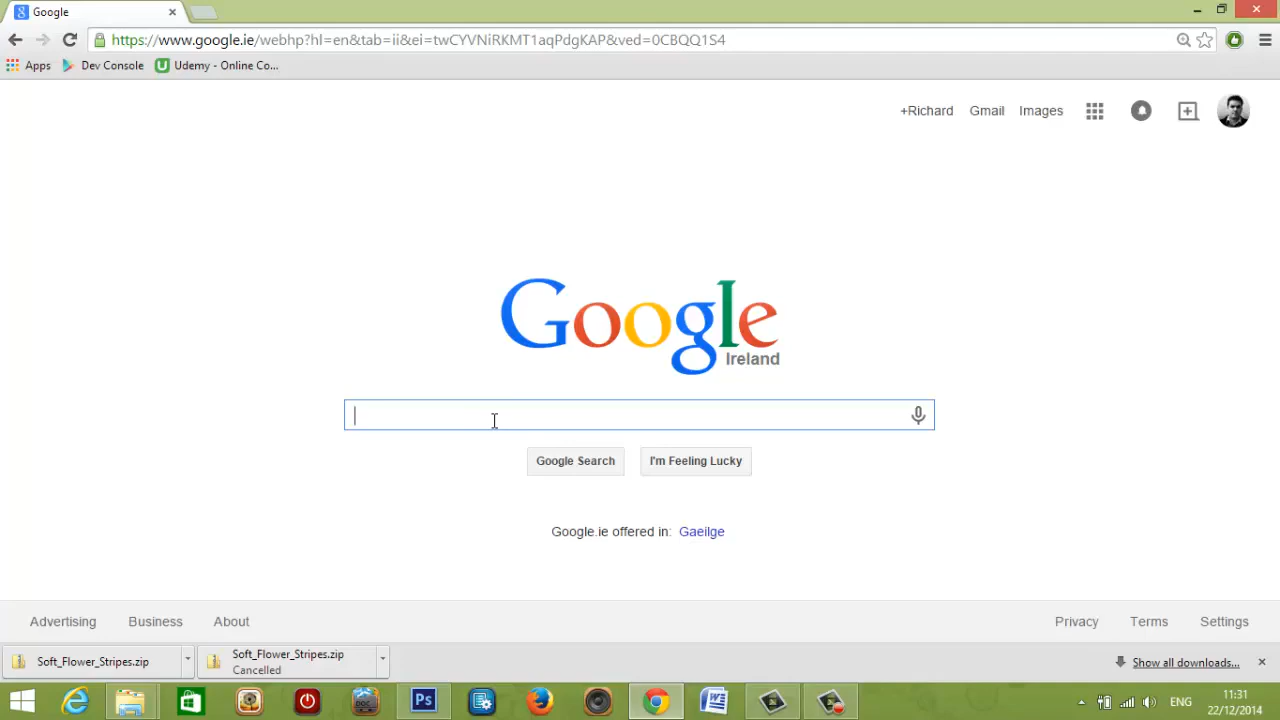 Google
https://www.google.ie/webhp?hl=en&tab=ii&ei=twCYVNiRKMT1aqPdgKAP&ved=0CBQQ1S4
Apps Dev Console Udemy - Online Co...
+Richard Gmail Images
Google
Ireland
Google Search I'm Feeling Lucky
Google.ie offered in: Gaeilge
Advertising Business About Privacy Terms Settings
Soft_Flower_Stripes.zip
Soft_Flower_Stripes.zip
Cancelled
Show all downloads...
Ps
ENG
11:31
22/12/2014